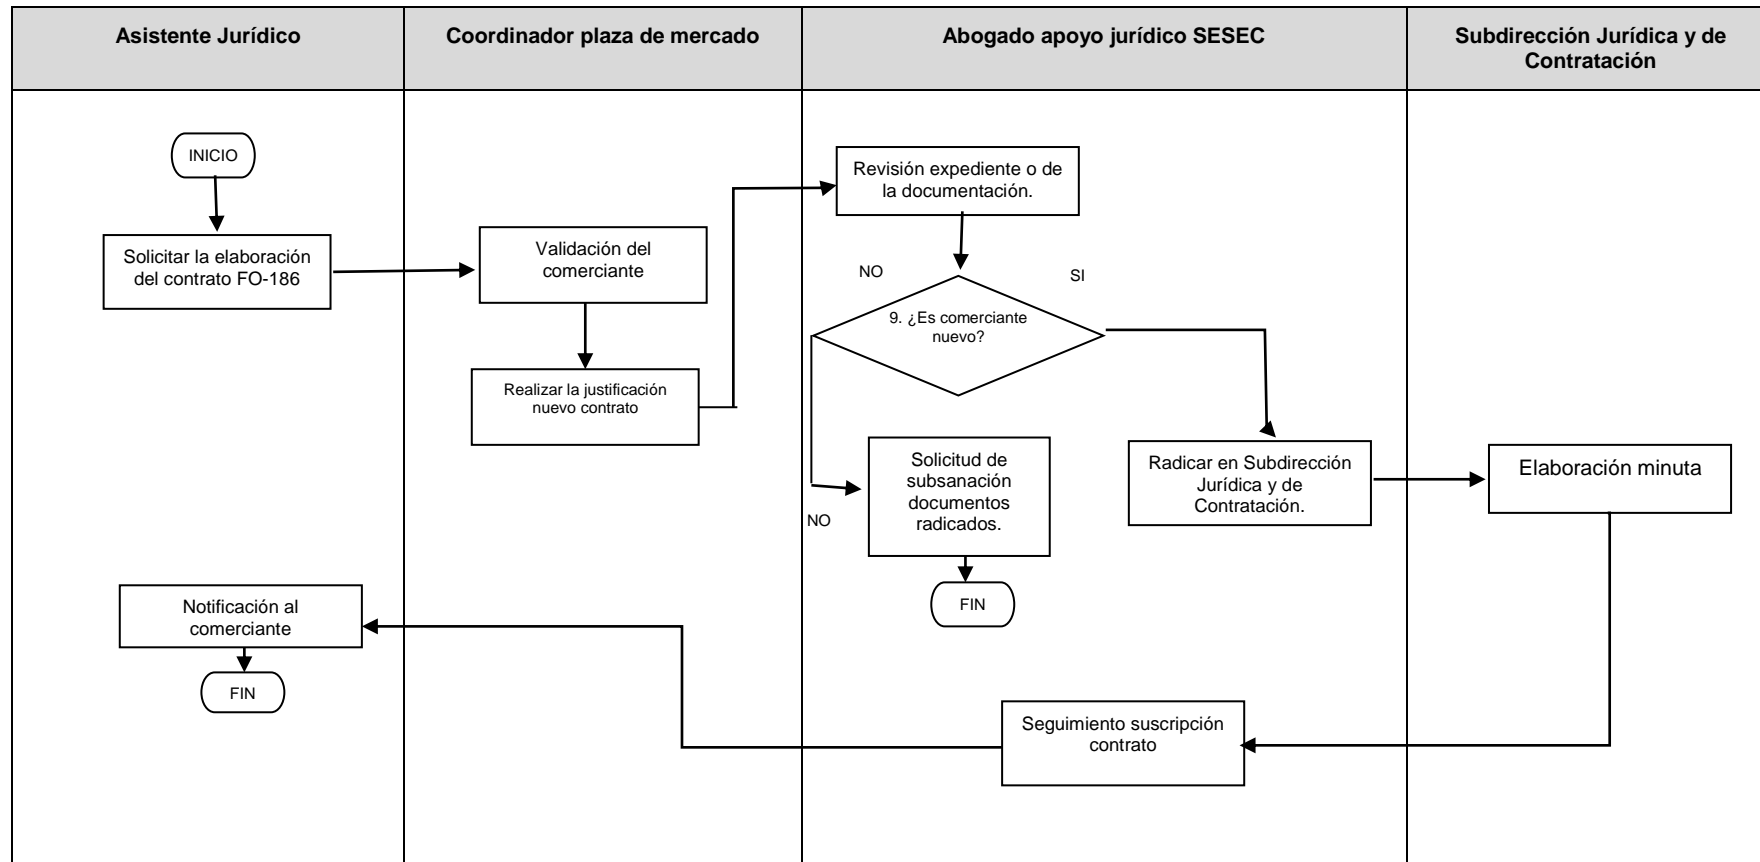 Asistente Jurídico
Coordinador plaza de mercado
Abogado apoyo jurídico SESEC
Subdirección Jurídica y de
Contratación
INICIO
Solicitar la elaboración
del contrato FO-186
Validación del
comerciante
Realizar la justificación
nuevo contrato
Revisión expediente o de
la documentación.
NO
SI
9. ¿Es comerciante
nuevo?
NO
Solicitud de
subsanación
documentos
radicados.
FIN
Radicar en Subdirección
Jurídica y de
Contratación.
Elaboración minuta
Seguimiento suscripción
contrato
Notificación al
comerciante
FIN